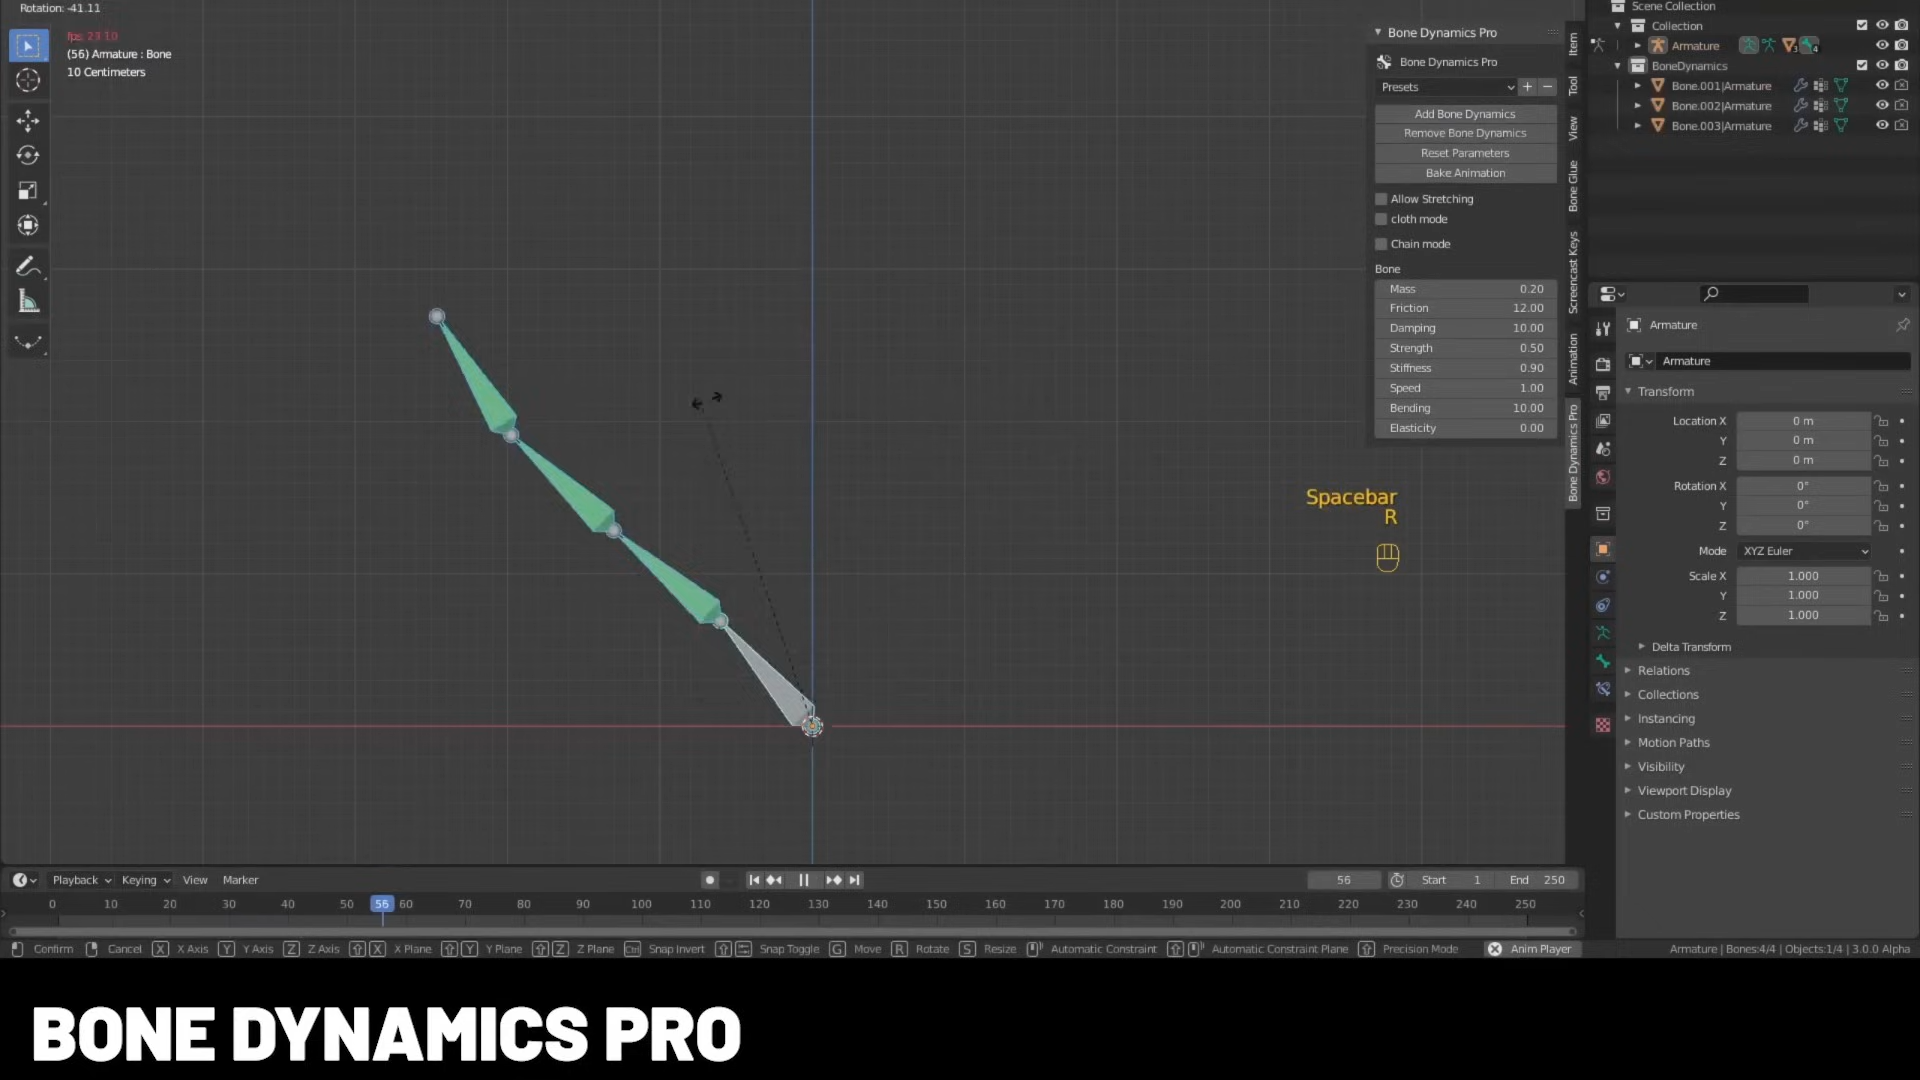 Rotation: -41.11
(56) Armature : Bone
10 Centimeters
Bone Dynamics Pro
Bone Dynamics Pro
Presets
Add Bone Dynamics
Remove Bone Dynamics
Reset Parameters
Bake Animation
Allow Stretching
cloth mode
Chain mode
Bone
Mass 0.20
Friction 12.00
Damping 10.00
Strength 0.50
Stiffness 0.90
Speed 1.00
Bending 10.00
Elasticity 0.00
Item
Tool
View
Bone Glue
Screencast Keys
Animation
Bone Dynamics Pro
Spacebar
R
Scene Collection
Collection
Armature 3 4
BoneDynamics
Bone.001|Armature
Bone.002|Armature
Bone.003|Armature
Armature
Armature
Transform
Location X 0 m
Y 0 m
Z 0 m
Rotation X 0°
Y 0°
Z 0°
Mode XYZ Euler
Scale X 1.000
Y 1.000
Z 1.000
Delta Transform
Relations
Collections
Instancing
Motion Paths
Visibility
Viewport Display
Custom Properties
Playback Keying View Marker 56 Start 1 End 250
0 10 20 30 40 50 56 60 70 80 90 100 110 120 130 140 150 160 170 180 190 200 210 220 230 240 250
Confirm Cancel X X Axis Y Y Axis Z Z Axis X X Plane Y Y Plane Z Z Plane Ctrl Snap Invert Snap Toggle G Move R Rotate S Resize Automatic Constraint Automatic Constraint Plane Precision Mode Anim Player Armature | Bones:4/4 | Objects:1/4 | 3.0.0 Alpha
BONE DYNAMICS PRO